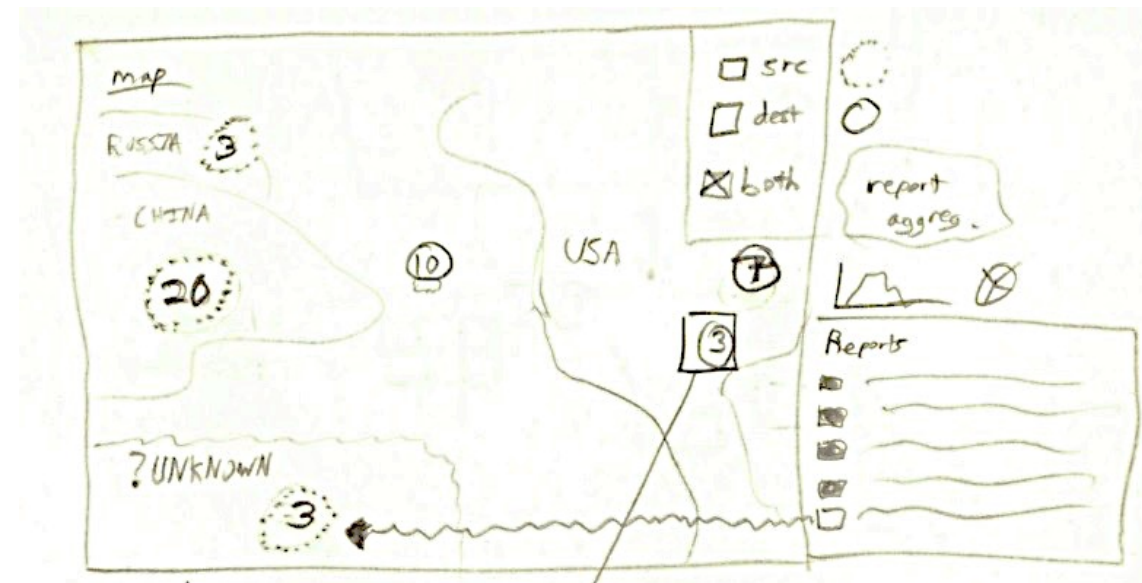 map
src
dest
both
RUSSIA 3
CHINA
20
10
USA
7
3
report
aggreg.
Reports
? UNKNOWN
3